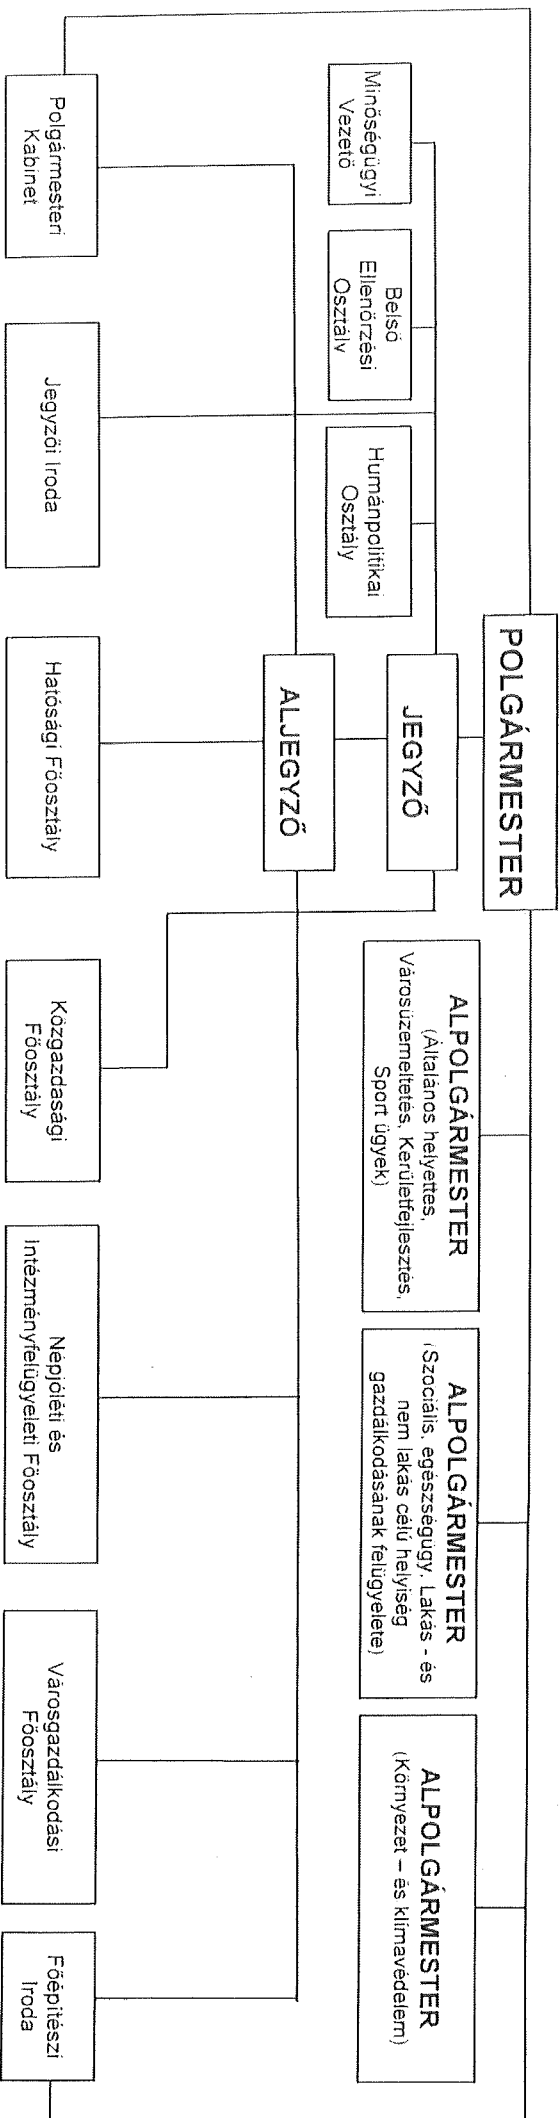 POLGÁRMESTER
ALPOLGÁRMESTER
(Általános helyettes,
Városüzemeltetés, Kerületfejlesztés,
Sport ügyek)
ALPOLGÁRMESTER
(Szociális, egészségügy, Lakás - és
nem lakás célú helyiség
gazdálkodásának felügyelete)
ALPOLGÁRMESTER
(Környezet – és klímavédelem)
JEGYZŐ
Minőségügyi
Vezető
Belső
Ellenőrzési
Osztály
Humánpolitikai
Osztály
ALJEGYZŐ
Polgármesteri
Kabinet
Jegyzői Iroda
Hatósági Főosztály
Közgazdasági
Főosztály
Népjóléti és
Intézményfelügyeleti Főosztály
Városgazdálkodási
Főosztály
Főépítészi
Iroda